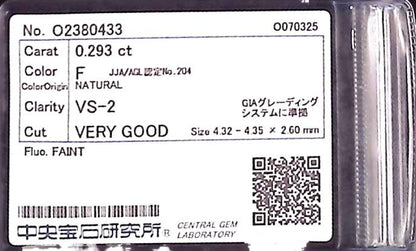 No. O2380433 O070325
Carat 0.293 ct
Color F JJA/AGL認定No.204
ColorOrigin NATURAL
Clarity VS-2 GIAグレーディング
システムに準拠
Cut VERY GOOD Size 4.32 - 4.35 × 2.60 mm
Fluo. FAINT
中央宝石研究所® CENTRAL GEM
LABORATORY